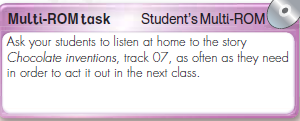 Multi-ROM task Student's Multi-ROM
Ask your students to listen at home to the story
Chocolate inventions, track 07, as often as they need
in order to act it out in the next class.